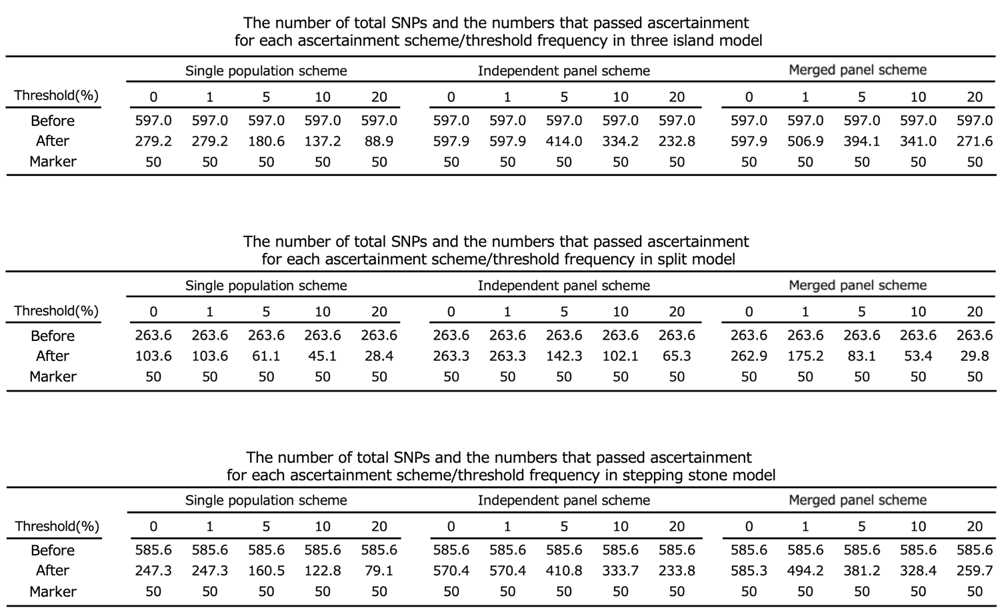 The number of total SNPs and the numbers that passed ascertainment
for each ascertainment scheme/threshold frequency in three island model
Single population scheme Independent panel scheme Merged panel scheme
Threshold(%) 0 1 5 10 20 0 1 5 10 20 0 1 5 10 20
Before 597.0 597.0 597.0 597.0 597.0 597.0 597.0 597.0 597.0 597.0 597.0 597.0 597.0 597.0 597.0
After 279.2 279.2 180.6 137.2 88.9 597.9 597.9 414.0 334.2 232.8 597.9 506.9 394.1 341.0 271.6
Marker 50 50 50 50 50 50 50 50 50 50 50 50 50 50 50
The number of total SNPs and the numbers that passed ascertainment
for each ascertainment scheme/threshold frequency in split model
Single population scheme Independent panel scheme Merged panel scheme
Threshold(%) 0 1 5 10 20 0 1 5 10 20 0 1 5 10 20
Before 263.6 263.6 263.6 263.6 263.6 263.6 263.6 263.6 263.6 263.6 263.6 263.6 263.6 263.6 263.6
After 103.6 103.6 61.1 45.1 28.4 263.3 263.3 142.3 102.1 65.3 262.9 175.2 83.1 53.4 29.8
Marker 50 50 50 50 50 50 50 50 50 50 50 50 50 50 50
The number of total SNPs and the numbers that passed ascertainment
for each ascertainment scheme/threshold frequency in stepping stone model
Single population scheme Independent panel scheme Merged panel scheme
Threshold(%) 0 1 5 10 20 0 1 5 10 20 0 1 5 10 20
Before 585.6 585.6 585.6 585.6 585.6 585.6 585.6 585.6 585.6 585.6 585.6 585.6 585.6 585.6 585.6
After 247.3 247.3 160.5 122.8 79.1 570.4 570.4 410.8 333.7 233.8 585.3 494.2 381.2 328.4 259.7
Marker 50 50 50 50 50 50 50 50 50 50 50 50 50 50 50